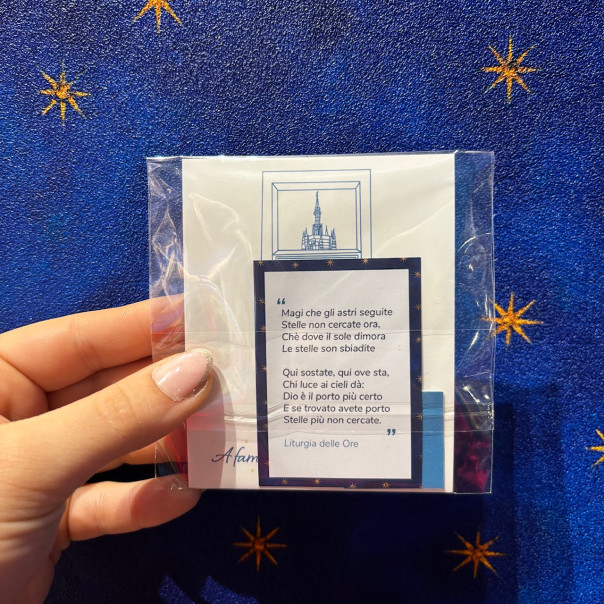 “
Magi che gli astri seguite
Stelle non cercate ora,
Chè dove il sole dimora
Le stelle son sbiadite
Qui sostate, qui ove sta,
Chi luce ai cieli dà:
Dio è il porto più certo
E se trovato avete porto
Stelle più non cercate.
”
Liturgia delle Ore
A fam